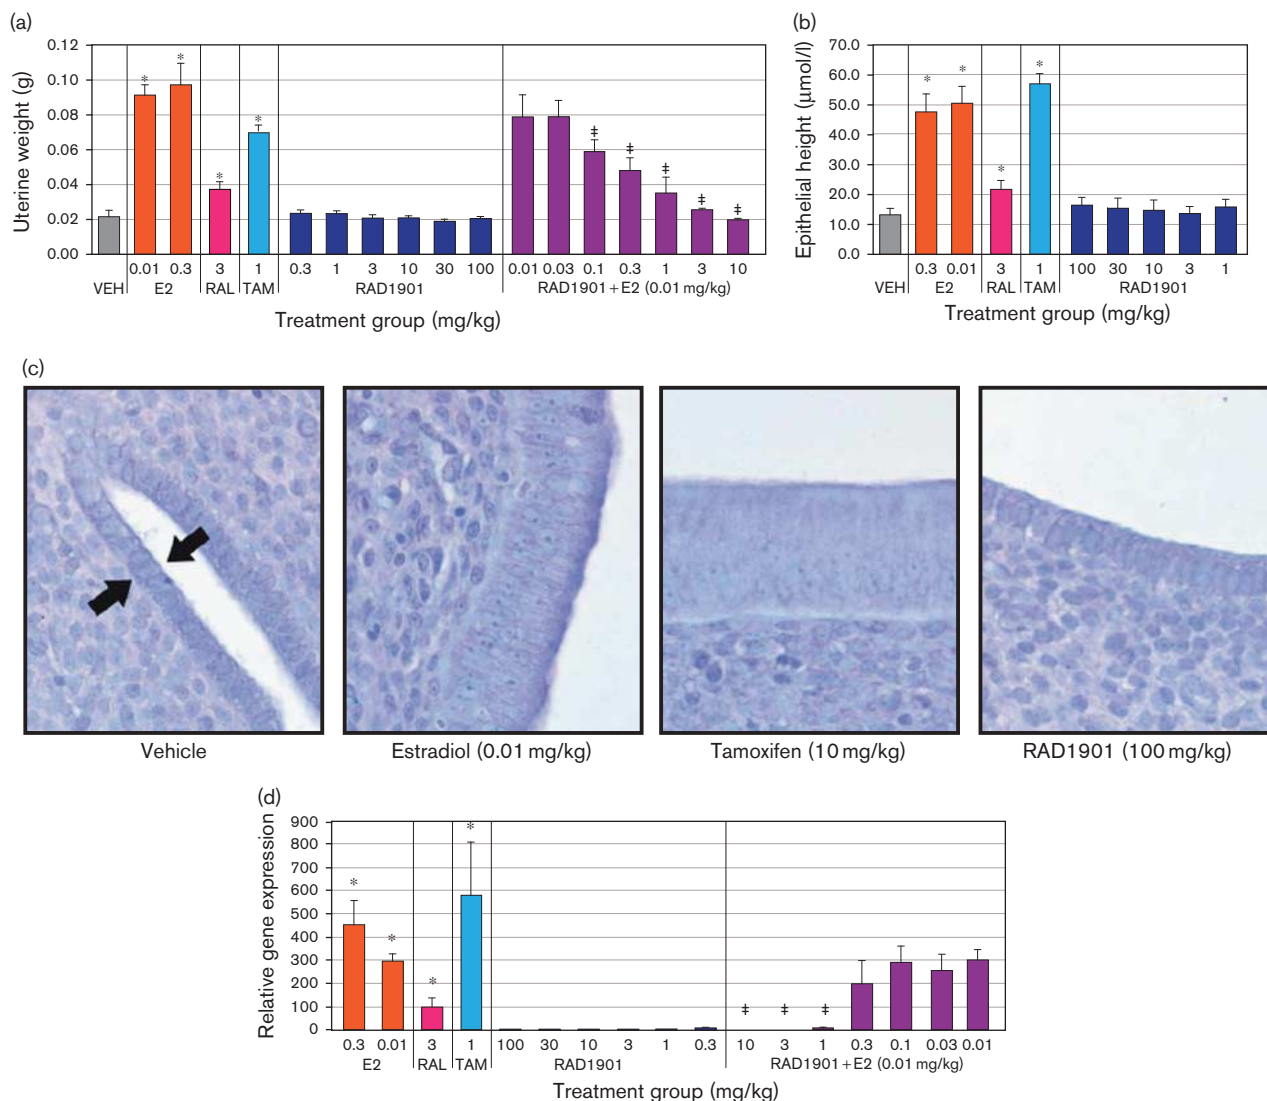 (a)
Uterine weight (g)
0.12
0.10
0.08
0.06
0.04
0.02
0.00
* * * * ‡ ‡ ‡ ‡ ‡
0.01 0.3 3 1 0.3 1 3 10 30 100 0.01 0.03 0.1 0.3 1 3 10
VEH E2 RAL TAM RAD1901 RAD1901+E2 (0.01 mg/kg)
Treatment group (mg/kg)
(b)
Epithelial height (μmol/l)
70.0
60.0
50.0
40.0
30.0
20.0
10.0
0.0
* * * *
0.3 0.01 3 1 100 30 10 3 1
VEH E2 RAL TAM RAD1901
Treatment group (mg/kg)
(c)
Vehicle
Estradiol (0.01 mg/kg)
Tamoxifen (10 mg/kg)
RAD1901 (100 mg/kg)
(d)
Relative gene expression
900
800
700
600
500
400
300
200
100
0
* * * * ‡ ‡ ‡
0.3 0.01 3 1 100 30 10 3 1 0.3 10 3 1 0.3 0.1 0.03 0.01
E2 RAL TAM RAD1901 RAD1901+E2 (0.01 mg/kg)
Treatment group (mg/kg)